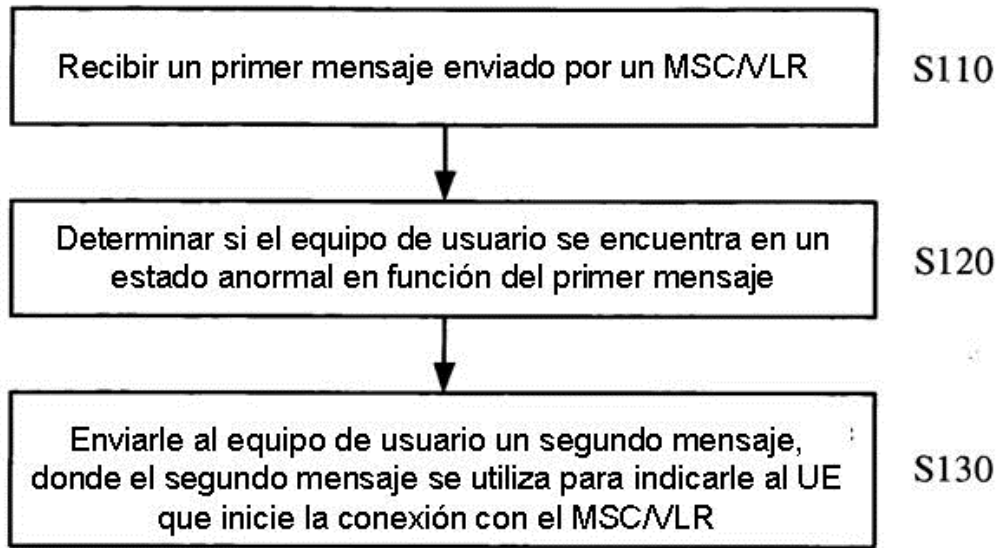 Recibir un primer mensaje enviado por un MSC/VLR
S110
Determinar si el equipo de usuario se encuentra en un
estado anormal en función del primer mensaje
S120
Enviarle al equipo de usuario un segundo mensaje,
donde el segundo mensaje se utiliza para indicarle al UE
que inicie la conexión con el MSC/VLR
S130